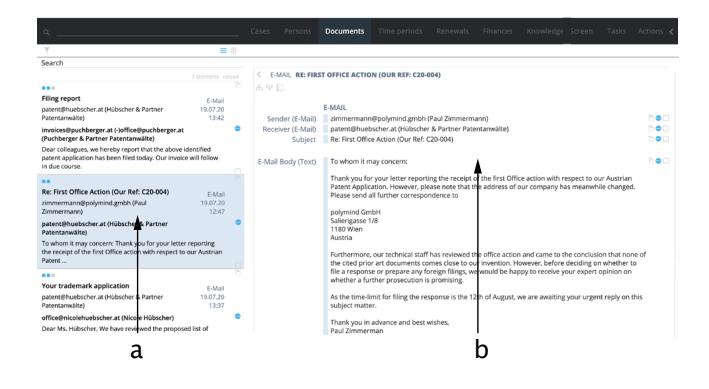 Cases Persons Documents Time periods Renewals Finances Knowledge Screen Tasks Actions
Search
3 elements reload
Filing report
E-Mail
patent@huebscher.at (Hübscher & Partner
Patentanwälte)
19.07.20
13:42
invoices@puchberger.at (-)office@puchberger.at
(Puchberger & Partner Patentanwälte)
Dear colleagues, we hereby report that the above identified
patent application has been filed today. Our invoice will follow
in due course.
Re: First Office Action (Our Ref: C20-004)
E-Mail
zimmermann@polymind.gmbh (Paul
Zimmermann)
19.07.20
12:47
patent@huebscher.at (Hübscher & Partner
Patentanwälte)
To whom it may concern: Thank you for your letter reporting
the receipt of the first Office action with respect to our Austrian
Patent ...
Your trademark application
E-Mail
patent@huebscher.at (Hübscher & Partner
Patentanwälte)
19.07.20
13:37
office@nicolehuebscher.at (Nicole Hübscher)
Dear Ms. Hübscher, We have reviewed the proposed list of
a
E-MAIL RE: FIRST OFFICE ACTION (OUR REF: C20-004)
E-MAIL
Sender (E-Mail) zimmermann@polymind.gmbh (Paul Zimmermann)
Receiver (E-Mail) patent@huebscher.at (Hübscher & Partner Patentanwälte)
Subject Re: First Office Action (Our Ref: C20-004)
E-Mail Body (Text) To whom it may concern:
Thank you for your letter reporting the receipt of the first Office action with respect to our Austrian
Patent Application. However, please note that the address of our company has meanwhile changed.
Please send all further correspondence to
polymind GmbH
Salierigasse 1/8
1180 Wien
Austria
Furthermore, our technical staff has reviewed the office action and came to the conclusion that none of
the cited prior art documents comes close to our invention. However, before deciding on whether to
file a response or prepare any foreign filings, we would be happy to receive your expert opinion on
whether a further prosecution is promising.
As the time-limit for filing the response is the 12th of August, we are awaiting your urgent reply on this
subject matter.
Thank you in advance and best wishes,
Paul Zimmerman
b